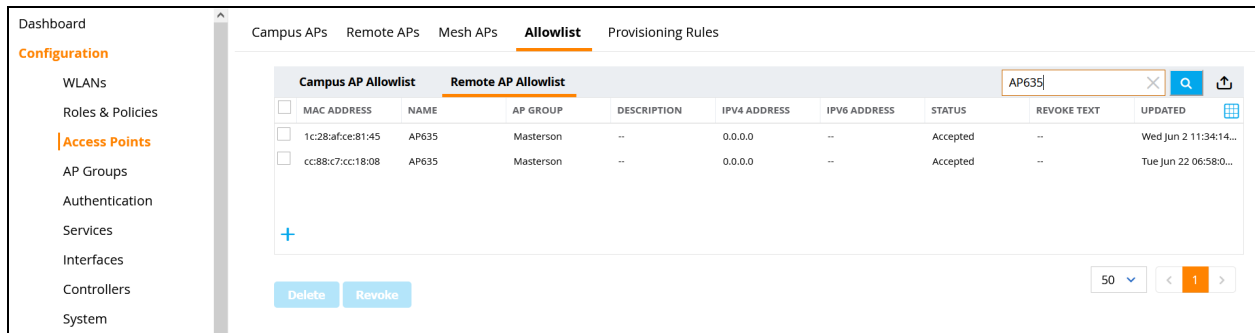 Dashboard
Configuration
WLANs
Roles & Policies
Access Points
AP Groups
Authentication
Services
Interfaces
Controllers
System
Campus APs Remote APs Mesh APs Allowlist Provisioning Rules
Campus AP Allowlist Remote AP Allowlist AP635
MAC ADDRESS NAME AP GROUP DESCRIPTION IPV4 ADDRESS IPV6 ADDRESS STATUS REVOKE TEXT UPDATED
1c:28:af:ce:81:45 AP635 Masterson -- 0.0.0.0 -- Accepted -- Wed Jun 2 11:34:14...
cc:88:c7:cc:18:08 AP635 Masterson -- 0.0.0.0 -- Accepted -- Tue Jun 22 06:58:0...
+
50 < 1 >
Delete Revoke